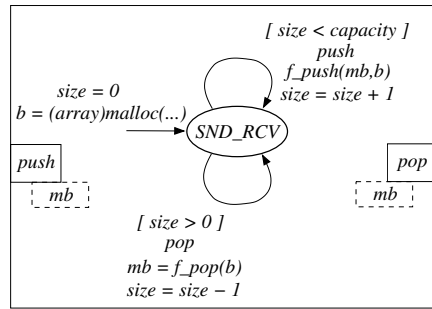 [ size < capacity ]
push
f_push(mb,b)
size = size + 1
size = 0
b = (array)malloc(...)
SND_RCV
push
mb
pop
mb
[ size > 0 ]
pop
mb = f_pop(b)
size = size − 1